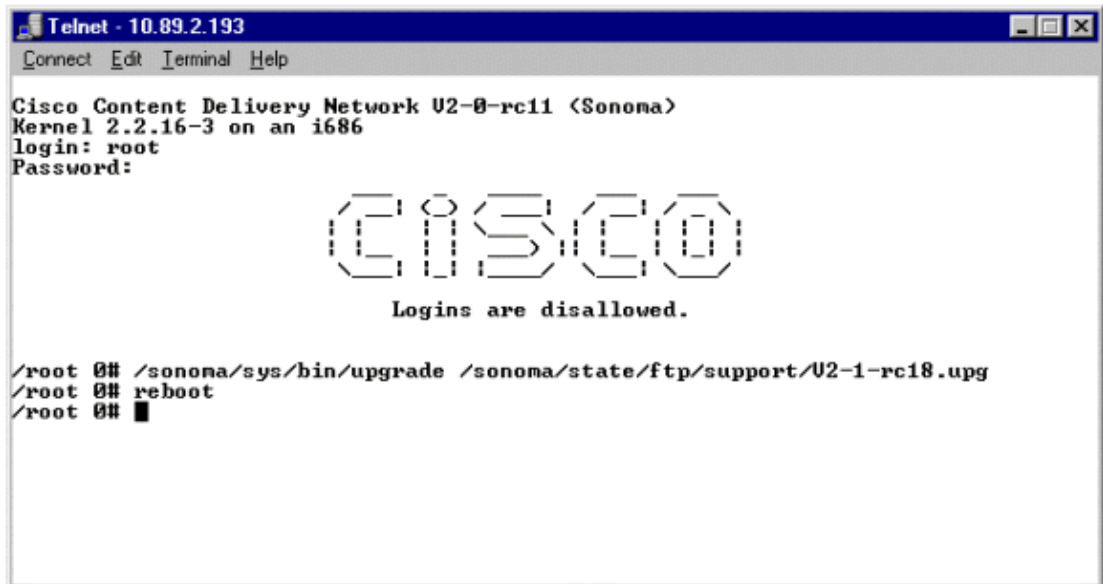 Telnet - 10.89.2.193
Connect Edit Terminal Help
Cisco Content Delivery Network V2-0-rc11 (Sonoma)
Kernel 2.2.16-3 on an i686
login: root
Password:
CiSCO
Logins are disallowed.
/root 0# /sonoma/sys/bin/upgrade /sonoma/state/ftp/support/V2-1-rc18.upg
/root 0# reboot
/root 0#